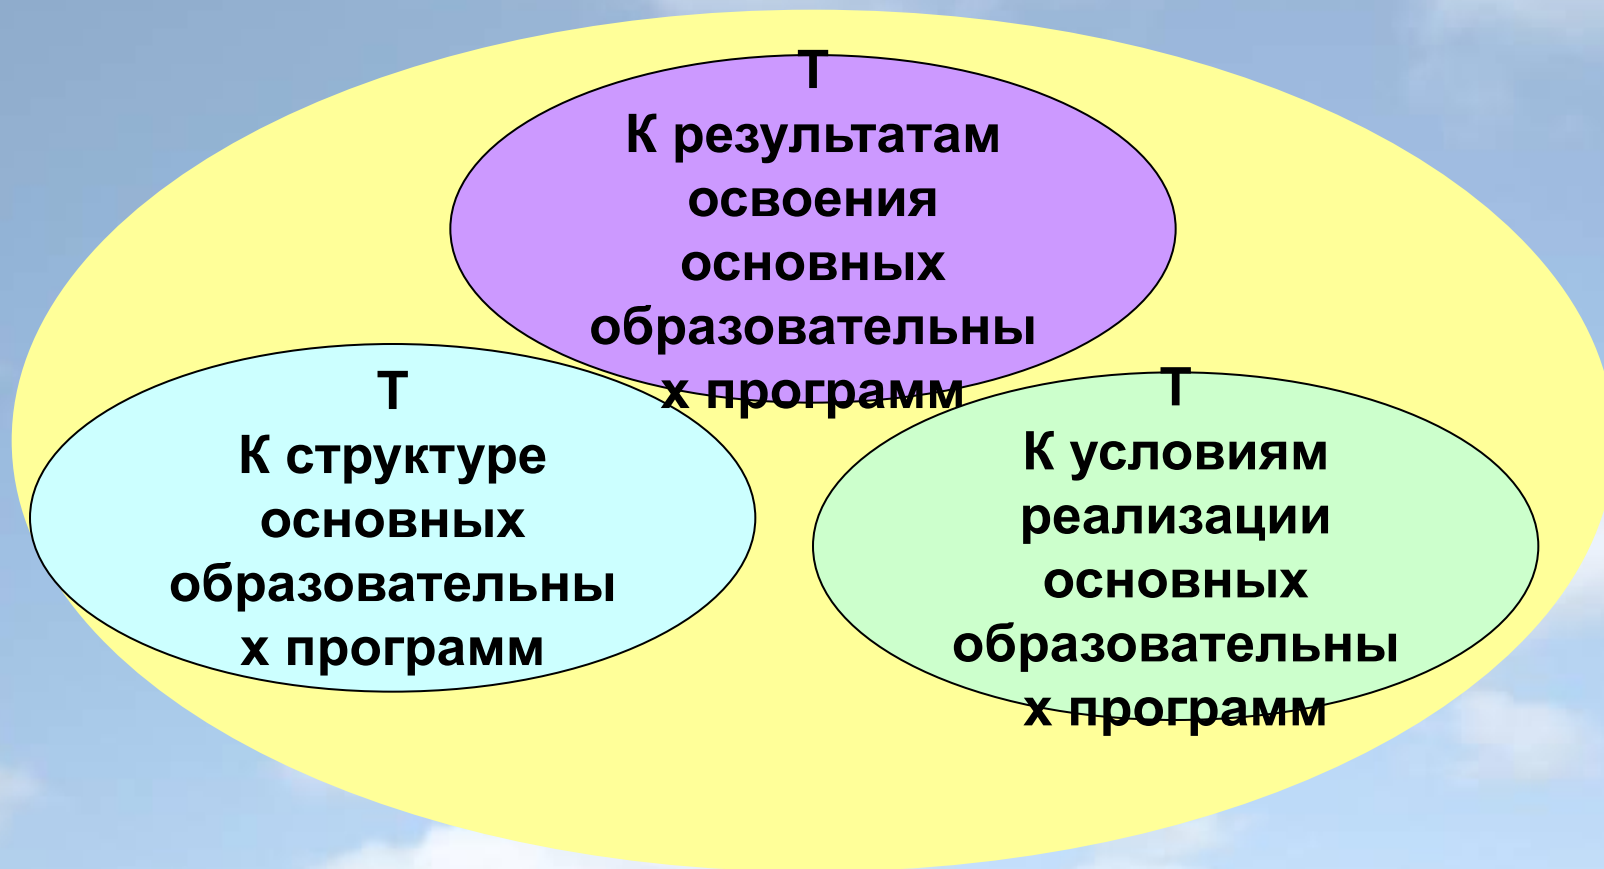 Т
К результатам
освоения
основных
образовательны
х программ
Т
К структуре
основных
образовательны
х программ
Т
К условиям
реализации
основных
образовательны
х программ